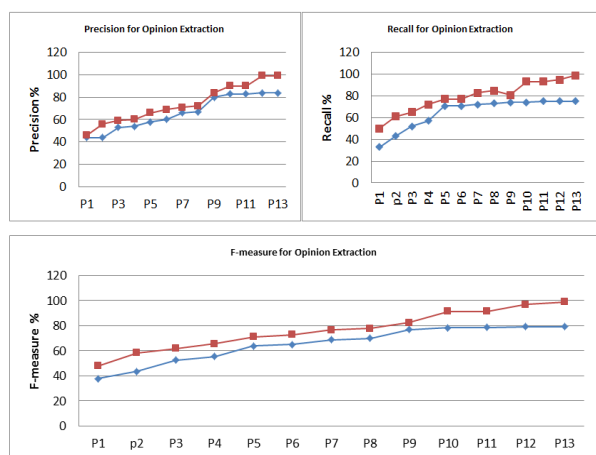 Precision for Opinion Extraction
Precision %
120
100
80
60
40
20
0
P1 P3 P5 P7 P9 P11 P13
Recall for Opinion Extraction
Recall %
120
100
80
60
40
20
0
P1 p2 P3 P4 P5 P6 P7 P8 P9 P10 P11 P12 P13
F-measure for Opinion Extraction
F-measure %
120
100
80
60
40
20
0
P1 p2 P3 P4 P5 P6 P7 P8 P9 P10 P11 P12 P13